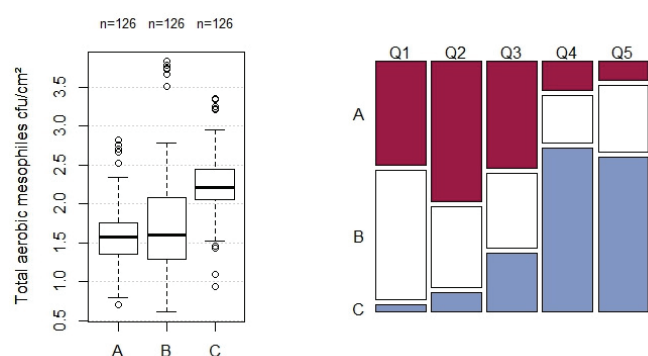 n=126 n=126 n=126
Total aerobic mesophiles cfu/cm²
3.5
3.0
2.5
2.0
1.5
1.0
0.5
A B C
Q1 Q2 Q3 Q4 Q5
A
B
C